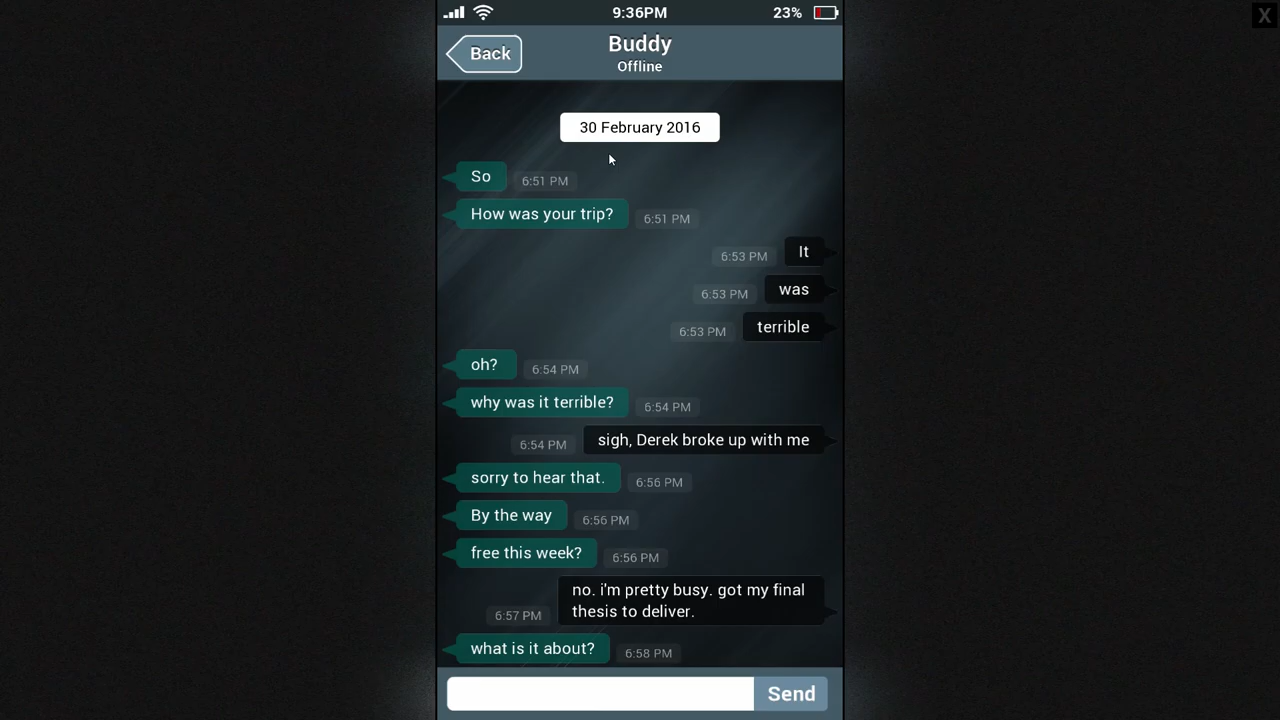 9:36PM
23%
X
Back
Buddy
Offline
30 February 2016
So
6:51 PM
How was your trip?
6:51 PM
It
6:53 PM
was
6:53 PM
terrible
6:53 PM
oh?
6:54 PM
why was it terrible?
6:54 PM
sigh, Derek broke up with me
6:54 PM
sorry to hear that.
6:56 PM
By the way
6:56 PM
free this week?
6:56 PM
no. i'm pretty busy. got my final
thesis to deliver.
6:57 PM
what is it about?
6:58 PM
Send